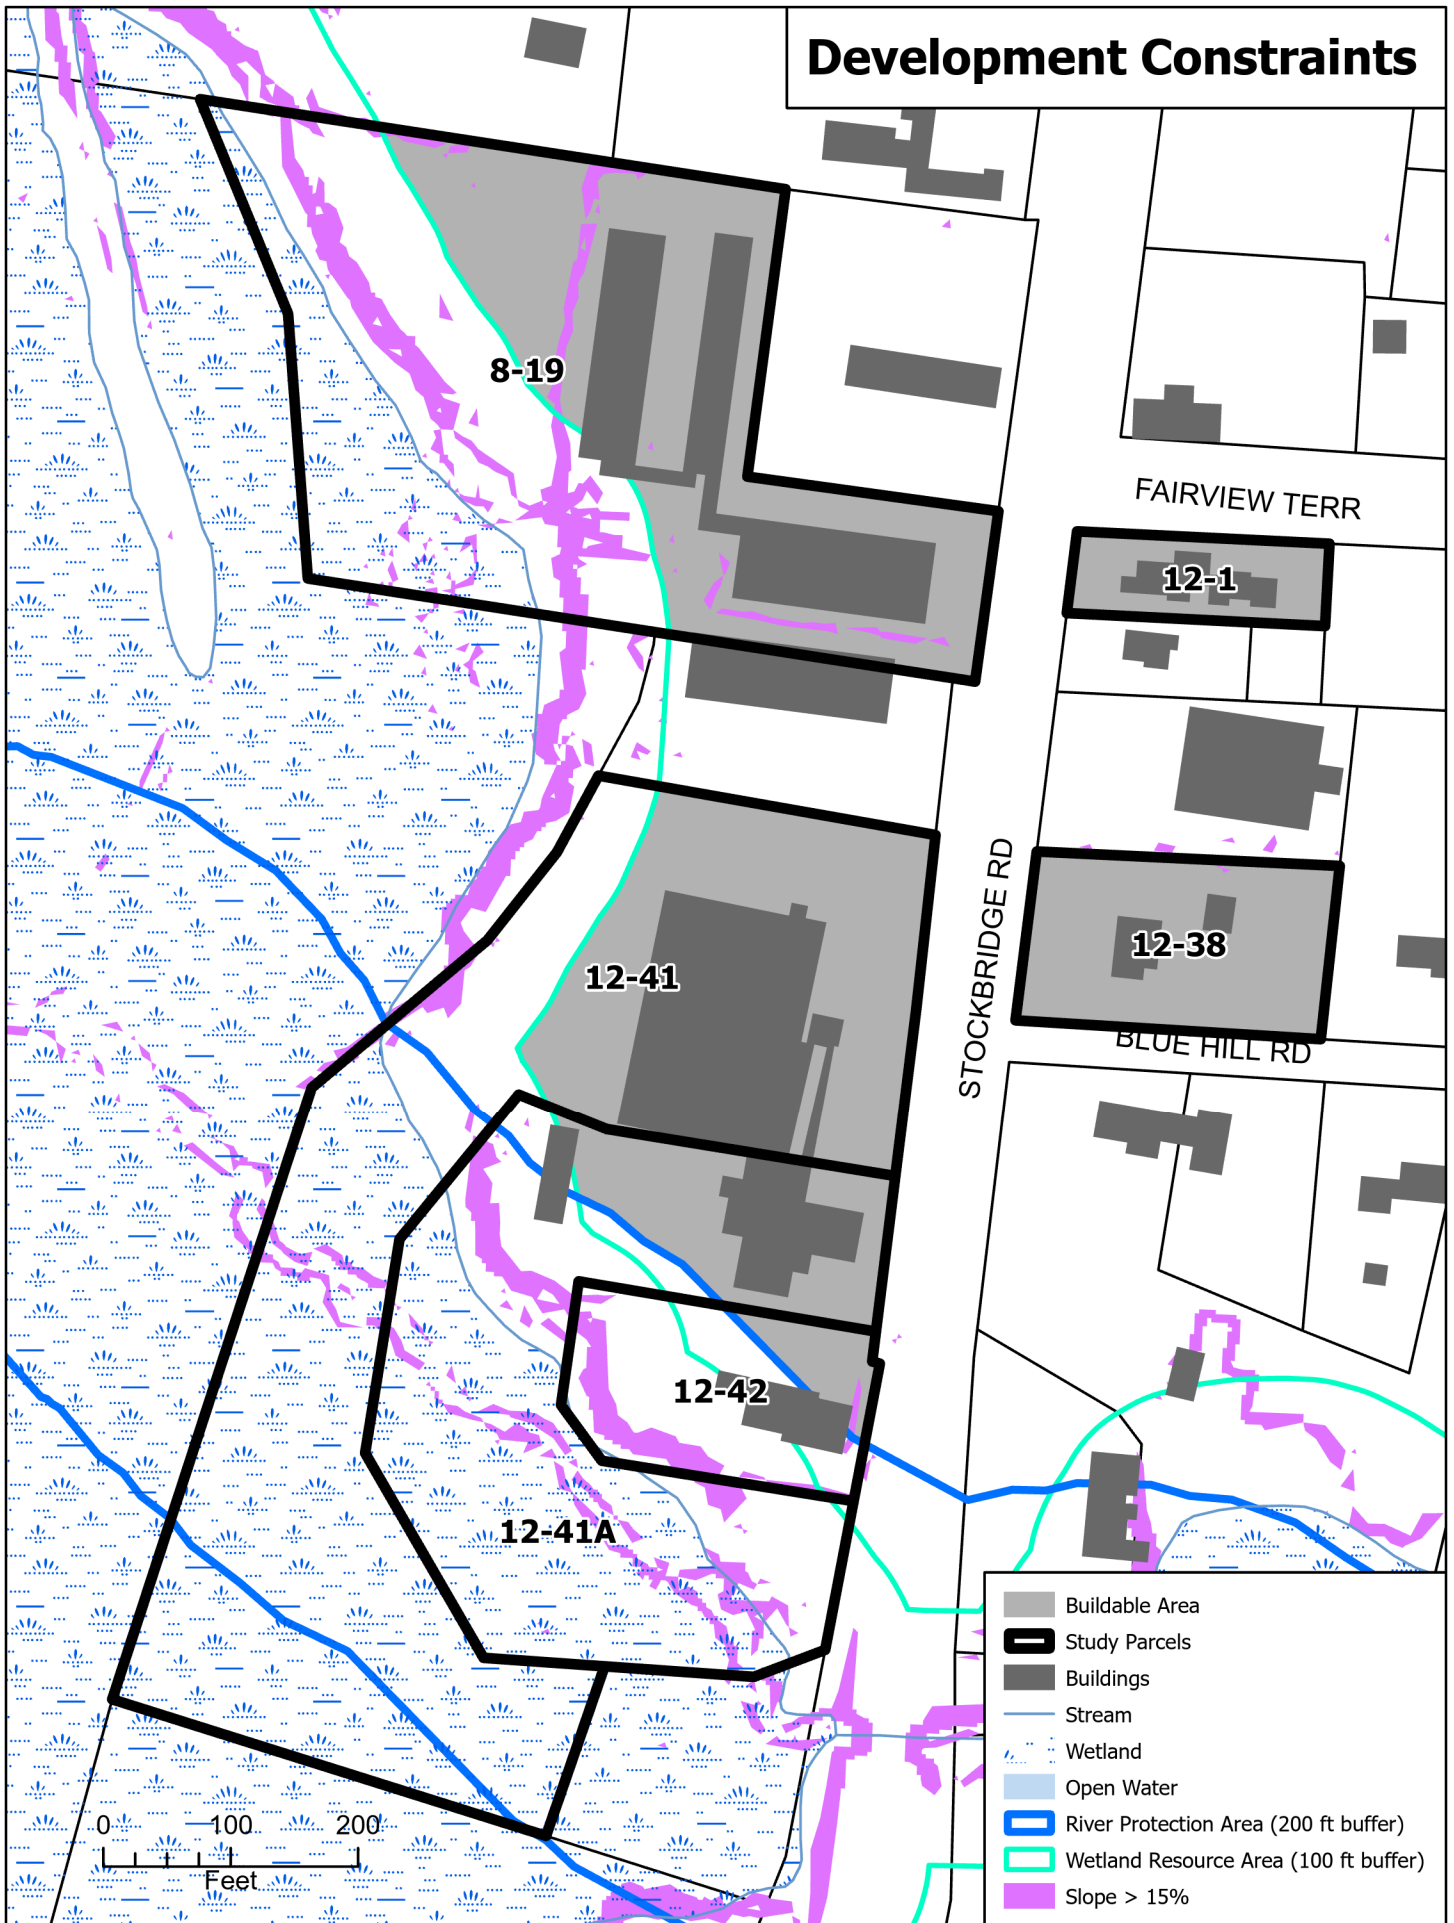 Development Constraints
8-19
FAIRVIEW TERR
12-1
STOCKBRIDGE RD
12-38
12-41
BLUE HILL RD
12-42
12-41A
Buildable Area
Study Parcels
Buildings
Stream
Wetland
Open Water
River Protection Area (200 ft buffer)
Wetland Resource Area (100 ft buffer)
Slope > 15%
0 100 200
Feet